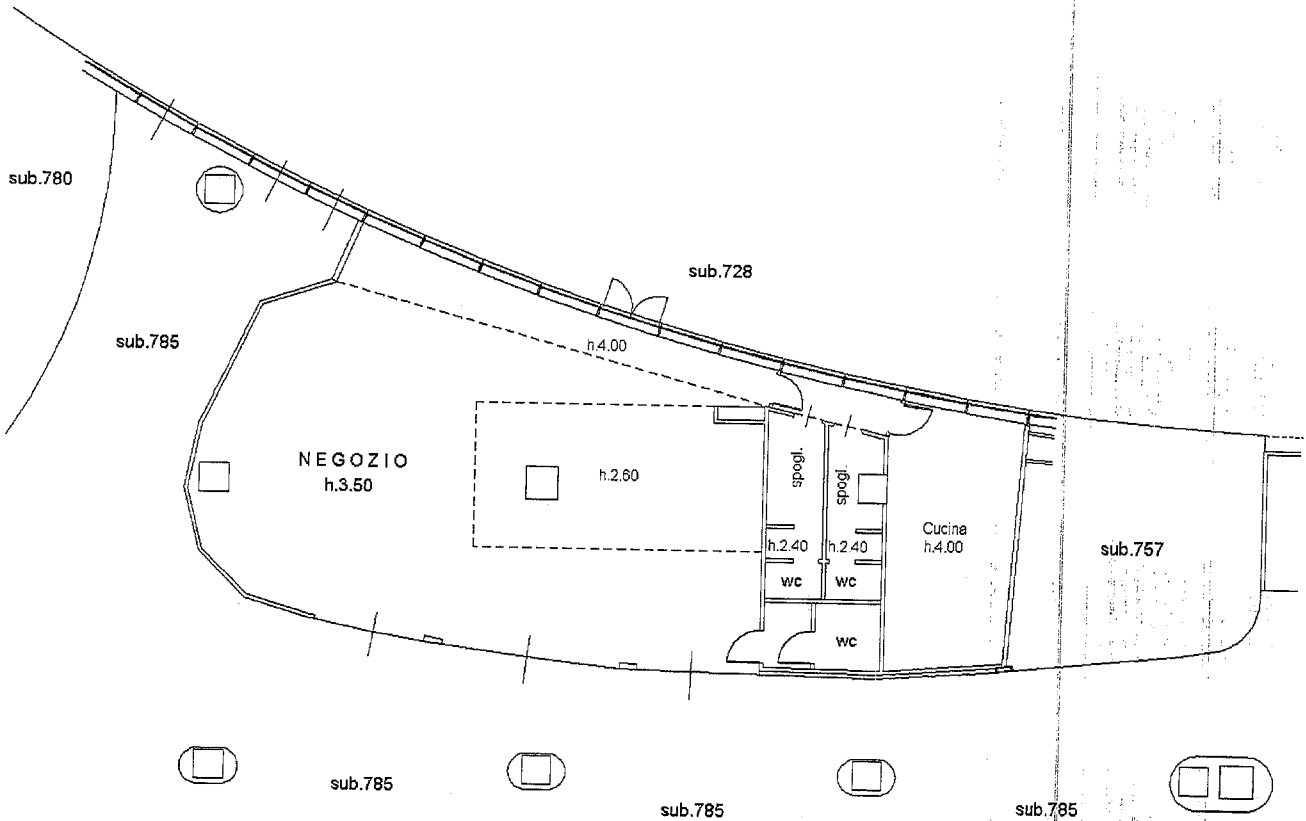 sub.780
sub.728
sub.785
h.4.00
NEGOZIO
h.3.50
h.2.60
spogl.
spogl.
Cucina
h.4.00
h.2.40
h.2.40
sub.757
wc
wc
wc
sub.785
sub.785
sub.785